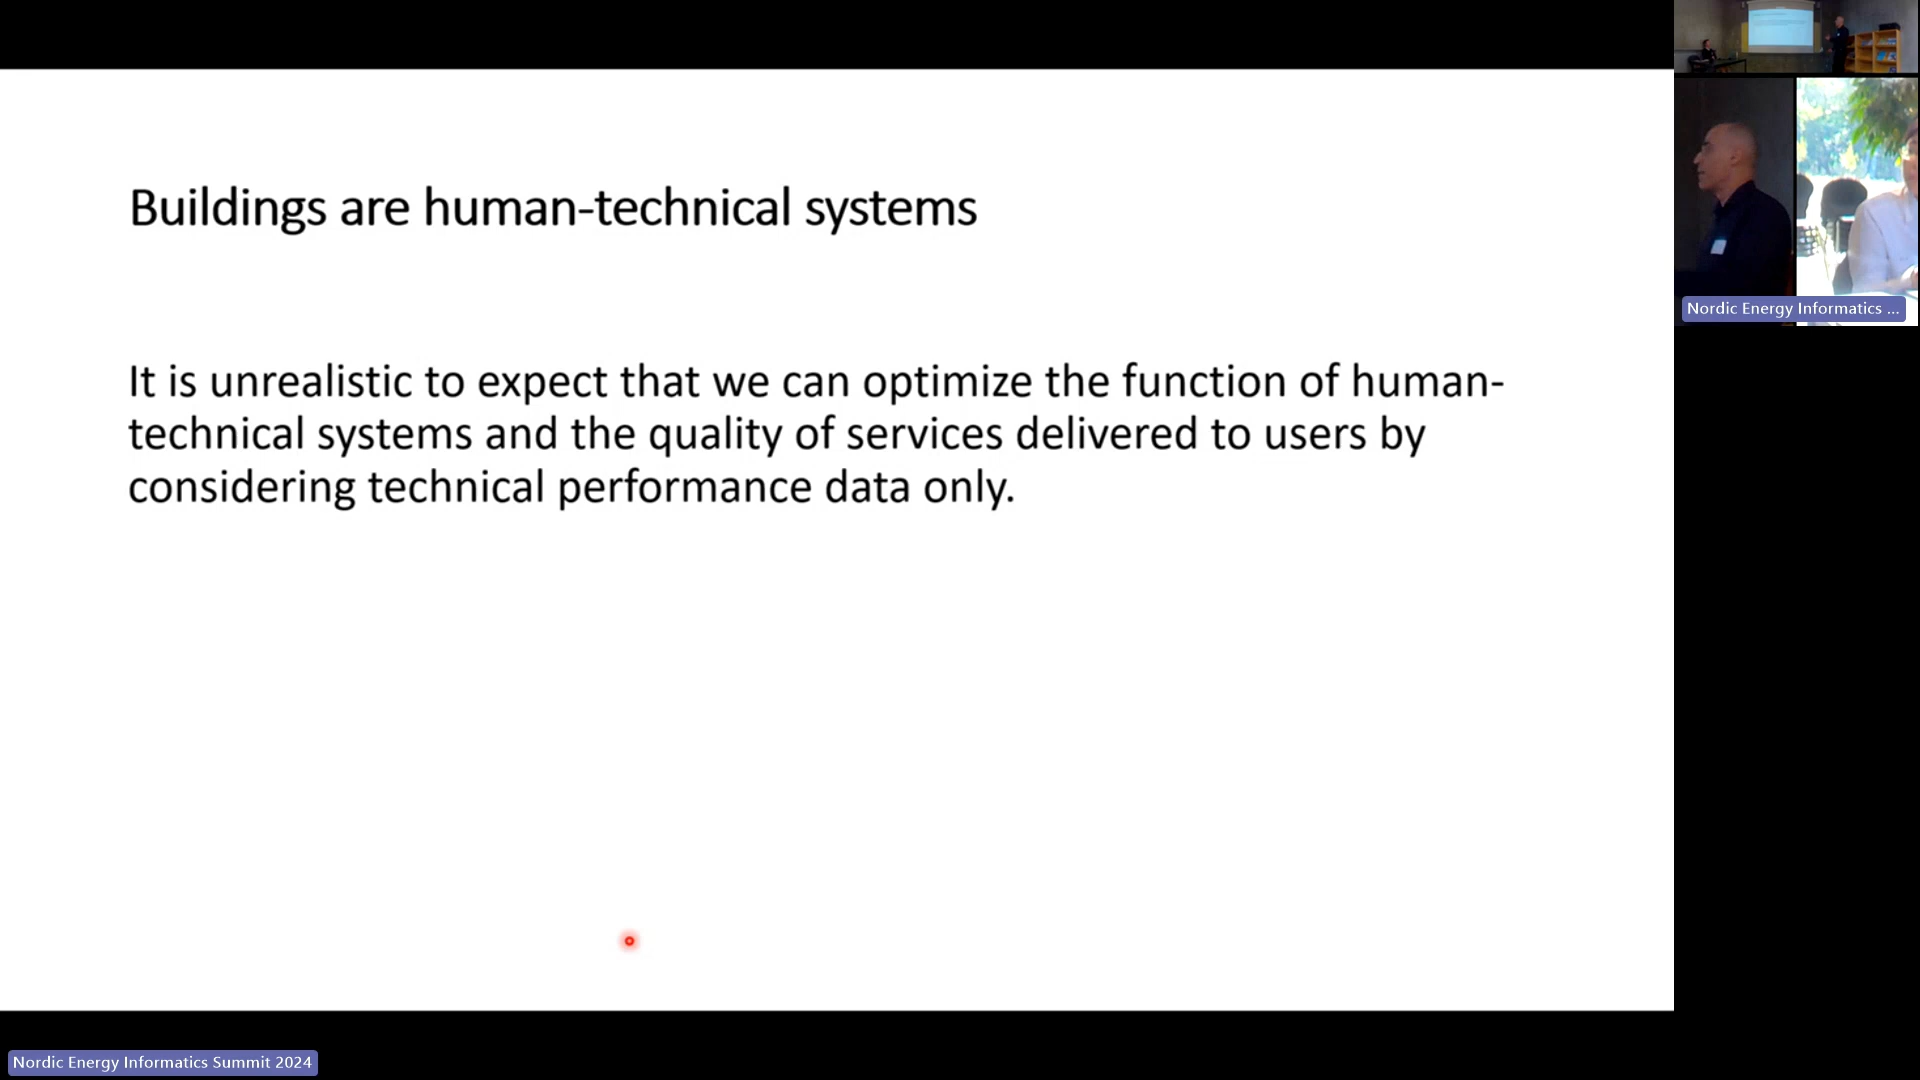 Buildings are human-technical systems
It is unrealistic to expect that we can optimize the function of human-
technical systems and the quality of services delivered to users by
considering technical performance data only.
Nordic Energy Informatics ...
Nordic Energy Informatics Summit 2024